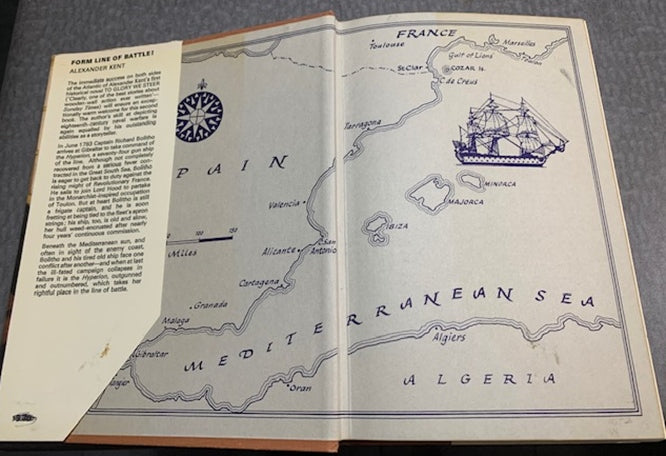 FORM LINE OF BATTLE!
ALEXANDER KENT
The immediate success on both sides
of the Atlantic of Alexander Kent's first
historical novel TO GLORY WE STEER
('Clearly, one of the best stories about
wooden-wall action ever written'—
Sunday Times) will ensure an excep-
tionally warm welcome for this second
book. The author's skill at depicting
eighteenth-century naval warfare is
again equalled by his outstanding
abilities as a storyteller.
In June 1793 Captain Richard Bolitho
arrives at Gibraltar to take command of
the Hyperion, a seventy-four gun ship
of the line. Although not completely
recovered from a serious fever con-
tracted in the Great South Sea, Bolitho
is eager to get back to duty against the
rising might of Revolutionary France.
He sails to join Lord Hood to partake
in the Monarchist-inspired occupation
of Toulon. But at heart Bolitho is still
a frigate captain, and he is soon
fretting at being tied to the fleet's apron
strings; his ship, too, is old and slow,
her hull weed-encrusted after nearly
four years' continuous commission.
Beneath the Mediterranean sun, and
often in sight of the enemy coast,
Bolitho and his tired old ship face one
conflict after another—and when at last
the ill-fated campaign collapses in
failure it is the Hyperion, outgunned
and outnumbered, which takes her
rightful place in the line of battle.
FRANCE
Toulouse
Marseilles
Toulon
Gulf of Lions
St Clar
COZAR Is.
C. de Creus
Tarragona
PAIN
MINORCA
MAJORCA
Valencia
IBIZA
100 150
Miles
Alicante
C. San
Antonio
Cartagena
Granada
Malaga
Gibraltar
MEDITERRANEAN SEA
Algiers
Oran
ALGERIA